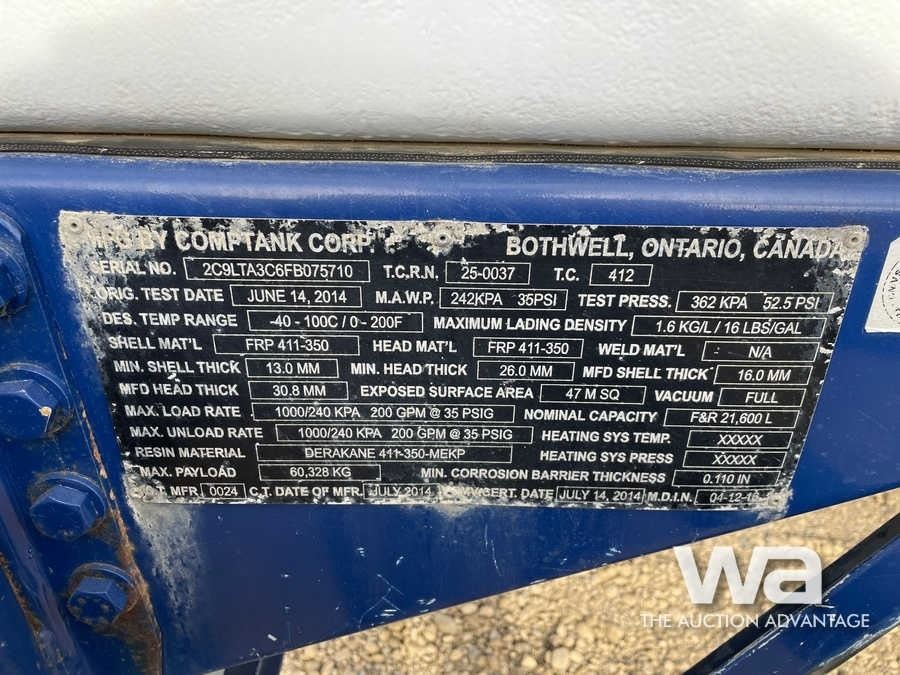 MFG BY COMPTANK CORP. BOTHWELL, ONTARIO, CANADA
SERIAL NO. 2C9LTA3C6FB075710 T.C.R.N. 25-0037 T.C. 412
ORIG. TEST DATE JUNE 14, 2014 M.A.W.P. 242KPA 35PSI TEST PRESS. 362 KPA 52.5 PSI
DES. TEMP RANGE -40 - 100C / 0 - 200F MAXIMUM LADING DENSITY 1.6 KG/L / 16 LBS/GAL
SHELL MAT'L FRP 411-350 HEAD MAT'L FRP 411-350 WELD MAT'L N/A
MIN. SHELL THICK 13.0 MM MIN. HEAD THICK 26.0 MM MFD SHELL THICK 16.0 MM
MFD HEAD THICK 30.8 MM EXPOSED SURFACE AREA 47 M SQ VACUUM FULL
MAX. LOAD RATE 1000/240 KPA 200 GPM @ 35 PSIG NOMINAL CAPACITY F&R 21,600 L
MAX. UNLOAD RATE 1000/240 KPA 200 GPM @ 35 PSIG HEATING SYS TEMP. XXXXX
RESIN MATERIAL DERAKANE 411-350-MEKP HEATING SYS PRESS XXXXX
MAX. PAYLOAD 60,328 KG MIN. CORROSION BARRIER THICKNESS 0.110 IN
MFR. 0024 C.T. DATE OF MFR. JULY 2014 CERT. DATE JULY 14, 2014 M.D.I.N.
wa
THE AUCTION ADVANTAGE